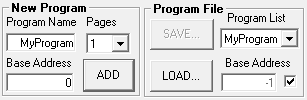 New Program
Program Name Pages
MyProgram 1
Base Address
0 ADD
Program File
SAVE... Program List
MyProgram
LOAD... Base Address
-1